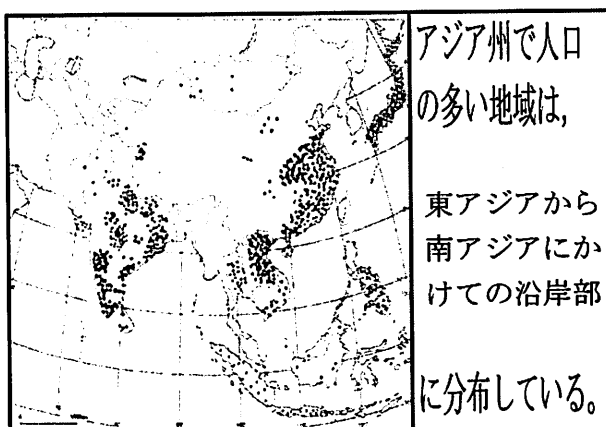 アジア州で人口
の多い地域は,
東アジアから
南アジアにか
けての沿岸部
に分布している。